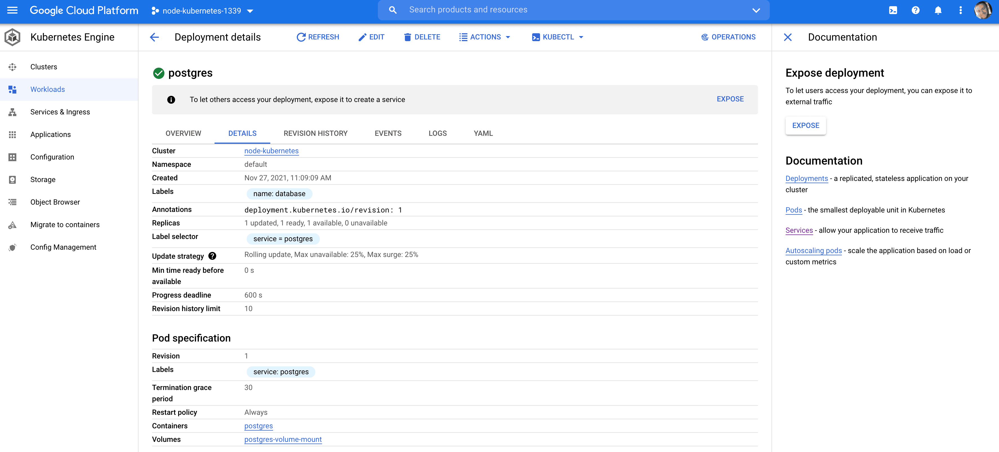 Google Cloud Platform
node-kubernetes-1339
Search products and resources
Kubernetes Engine
Clusters
Workloads
Services & Ingress
Applications
Configuration
Storage
Object Browser
Migrate to containers
Config Management
Deployment details
REFRESH
EDIT
DELETE
ACTIONS
KUBECTL
OPERATIONS
postgres
To let others access your deployment, expose it to create a service
EXPOSE
OVERVIEW
DETAILS
REVISION HISTORY
EVENTS
LOGS
YAML
Cluster node-kubernetes
Namespace default
Created Nov 27, 2021, 11:09:09 AM
Labels name: database
Annotations deployment.kubernetes.io/revision: 1
Replicas 1 updated, 1 ready, 1 available, 0 unavailable
Label selector service = postgres
Update strategy Rolling update, Max unavailable: 25%, Max surge: 25%
Min time ready before 0 s
available
Progress deadline 600 s
Revision history limit 10
Pod specification
Revision 1
Labels service: postgres
Termination grace 30
period
Restart policy Always
Containers postgres
Volumes postgres-volume-mount
Documentation
Expose deployment
To let users access your deployment, you can expose it to
external traffic
EXPOSE
Documentation
Deployments - a replicated, stateless application on your
cluster
Pods - the smallest deployable unit in Kubernetes
Services - allow your application to receive traffic
Autoscaling pods - scale the application based on load or
custom metrics